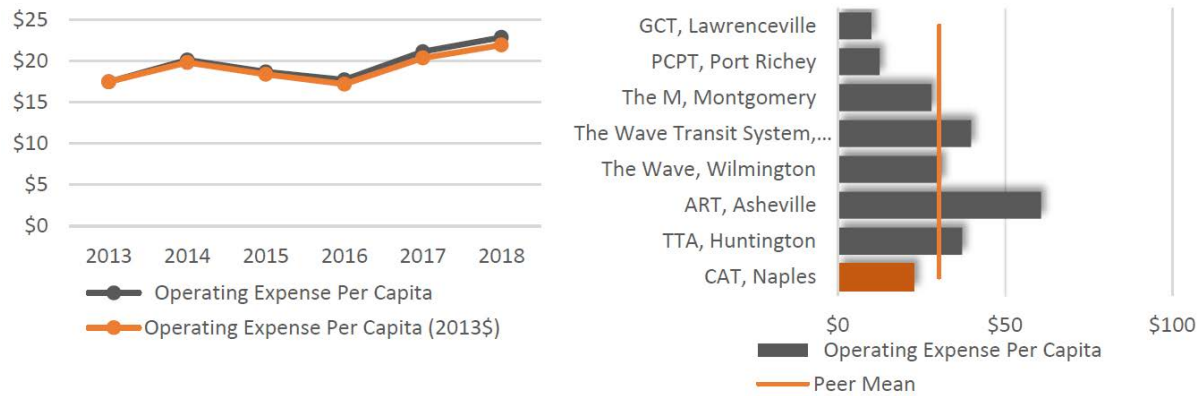 $25
$20
$15
$10
$5
$0
2013 2014 2015 2016 2017 2018
Operating Expense Per Capita
Operating Expense Per Capita (2013$)
GCT, Lawrenceville
PCPT, Port Richey
The M, Montgomery
The Wave Transit System,...
The Wave, Wilmington
ART, Asheville
TTA, Huntington
CAT, Naples
$0 $50 $100
Operating Expense Per Capita
Peer Mean